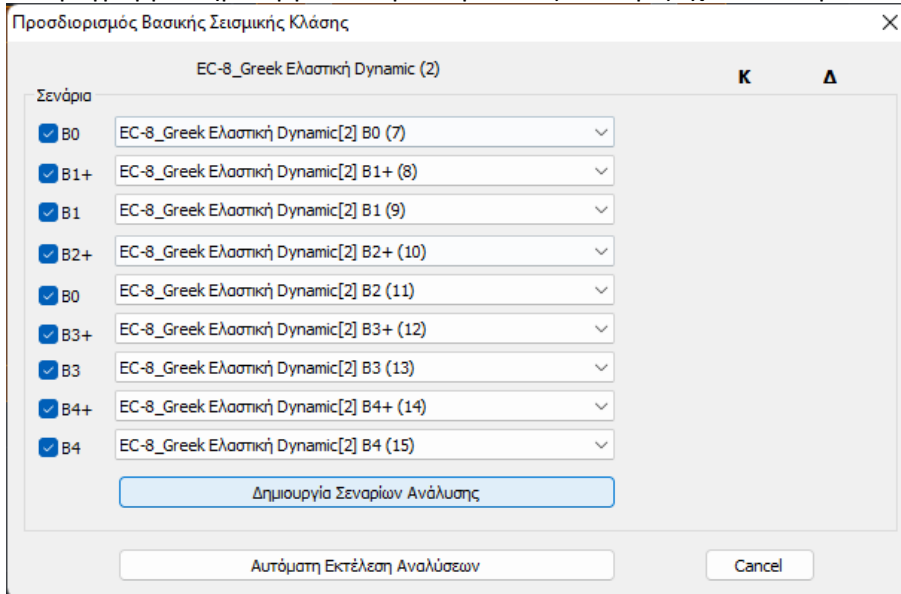 Προσδιορισμός Βασικής Σεισμικής Κλάσης
EC-8_Greek Ελαστική Dynamic (2)
Κ Δ
Σενάρια
B0 EC-8_Greek Ελαστική Dynamic[2] B0 (7)
B1+ EC-8_Greek Ελαστική Dynamic[2] B1+ (8)
B1 EC-8_Greek Ελαστική Dynamic[2] B1 (9)
B2+ EC-8_Greek Ελαστική Dynamic[2] B2+ (10)
B0 EC-8_Greek Ελαστική Dynamic[2] B2 (11)
B3+ EC-8_Greek Ελαστική Dynamic[2] B3+ (12)
B3 EC-8_Greek Ελαστική Dynamic[2] B3 (13)
B4+ EC-8_Greek Ελαστική Dynamic[2] B4+ (14)
B4 EC-8_Greek Ελαστική Dynamic[2] B4 (15)
Δημιουργία Σεναρίων Ανάλυσης
Αυτόματη Εκτέλεση Αναλύσεων Cancel